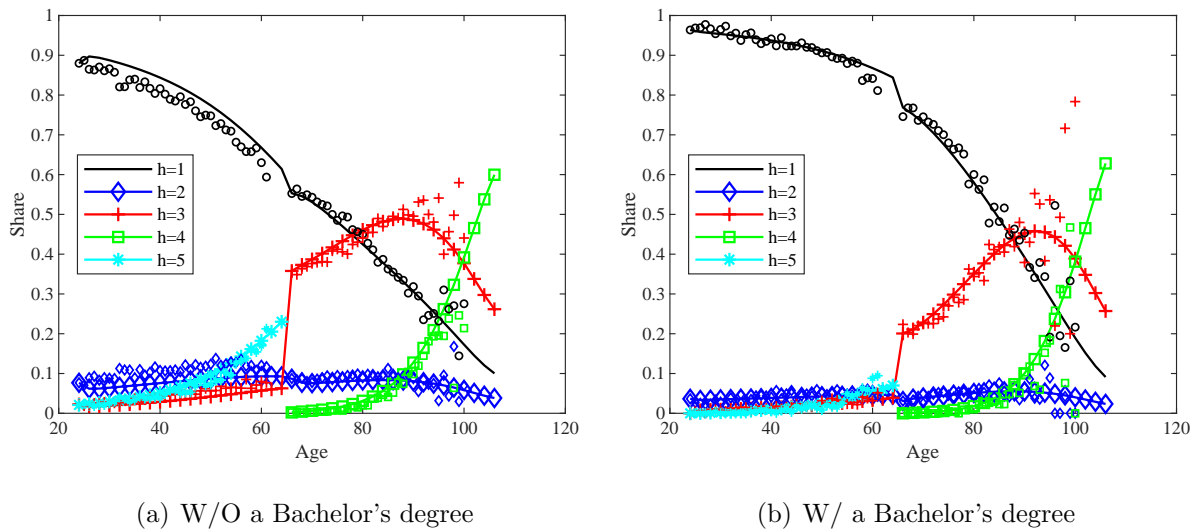 1
0.9
0.8
0.7
0.6
0.5
0.4
0.3
0.2
0.1
0
Share
h=1
h=2
h=3
h=4
h=5
20 40 60 80 100 120
Age
(a) W/O a Bachelor's degree
1
0.9
0.8
0.7
0.6
0.5
0.4
0.3
0.2
0.1
0
Share
h=1
h=2
h=3
h=4
h=5
20 40 60 80 100 120
Age
(b) W/ a Bachelor's degree